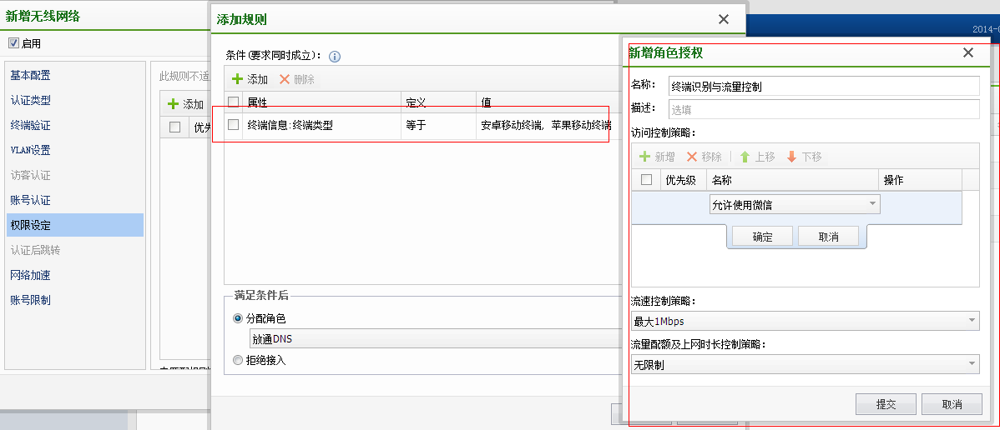 新增无线网络
启用
基本配置
认证类型
终端验证
VLAN设置
访客认证
账号认证
权限设定
认证后跳转
网络加速
账号限制
此规则不适
添加
优先
添加规则
条件(要求同时成立):
添加 删除
属性 定义 值
终端信息:终端类型 等于 安卓移动终端, 苹果移动终端
满足条件后
分配角色
放通DNS
拒绝接入
2014-0
新增角色授权
名称: 终端识别与流量控制
描述: 选填
访问控制策略:
新增 移除 上移 下移
优先级 名称 操作
允许使用微信
确定 取消
流速控制策略:
最大1Mbps
流量配额及上网时长控制策略:
无限制
提交 取消